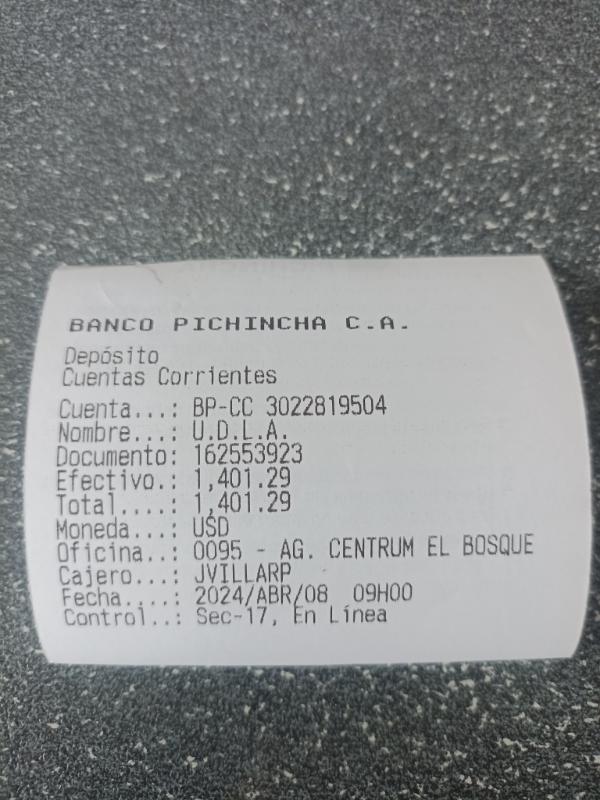 BANCO PICHINCHA C.A.
Depósito
Cuentas Corrientes
Cuenta...: BP-CC 3022819504
Nombre...: U.D.L.A.
Documento: 162553923
Efectivo.: 1,401.29
Total....: 1,401.29
Moneda...: USD
Oficina..: 0095 - AG. CENTRUM EL BOSQUE
Cajero...: JVILLARP
Fecha....: 2024/ABR/08 09H00
Control..: Sec-17, En Línea